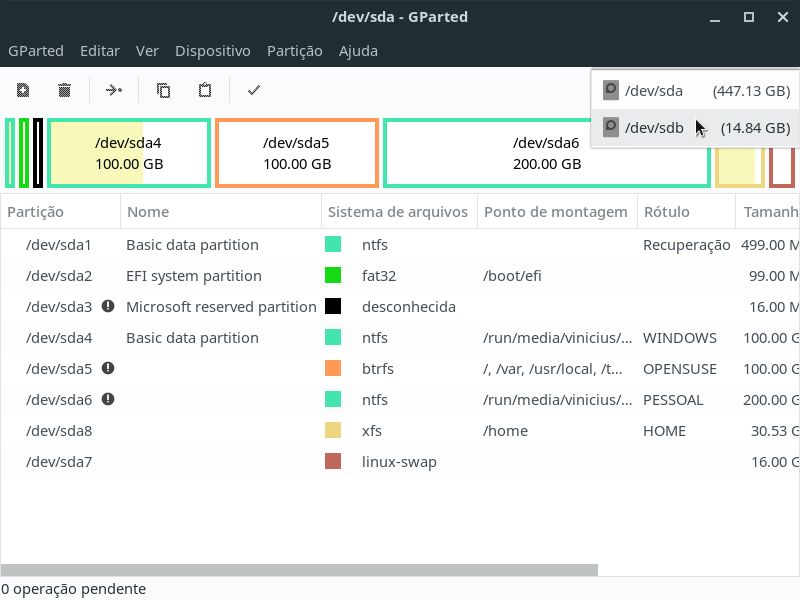 /dev/sda - GParted
GParted Editar Ver Dispositivo Partição Ajuda
/dev/sda (447.13 GB)
/dev/sdb (14.84 GB)
/dev/sda4
100.00 GB
/dev/sda5
100.00 GB
/dev/sda6
200.00 GB
Partição Nome Sistema de arquivos Ponto de montagem Rótulo Tamanh
/dev/sda1 Basic data partition ntfs Recuperação 499.00 M
/dev/sda2 EFI system partition fat32 /boot/efi 99.00 M
/dev/sda3 Microsoft reserved partition desconhecida 16.00 M
/dev/sda4 Basic data partition ntfs /run/media/vinicius/... WINDOWS 100.00 G
/dev/sda5 btrfs /, /var, /usr/local, /t... OPENSUSE 100.00 G
/dev/sda6 ntfs /run/media/vinicius/... PESSOAL 200.00 G
/dev/sda8 xfs /home HOME 30.53 G
/dev/sda7 linux-swap 16.00 G
0 operação pendente